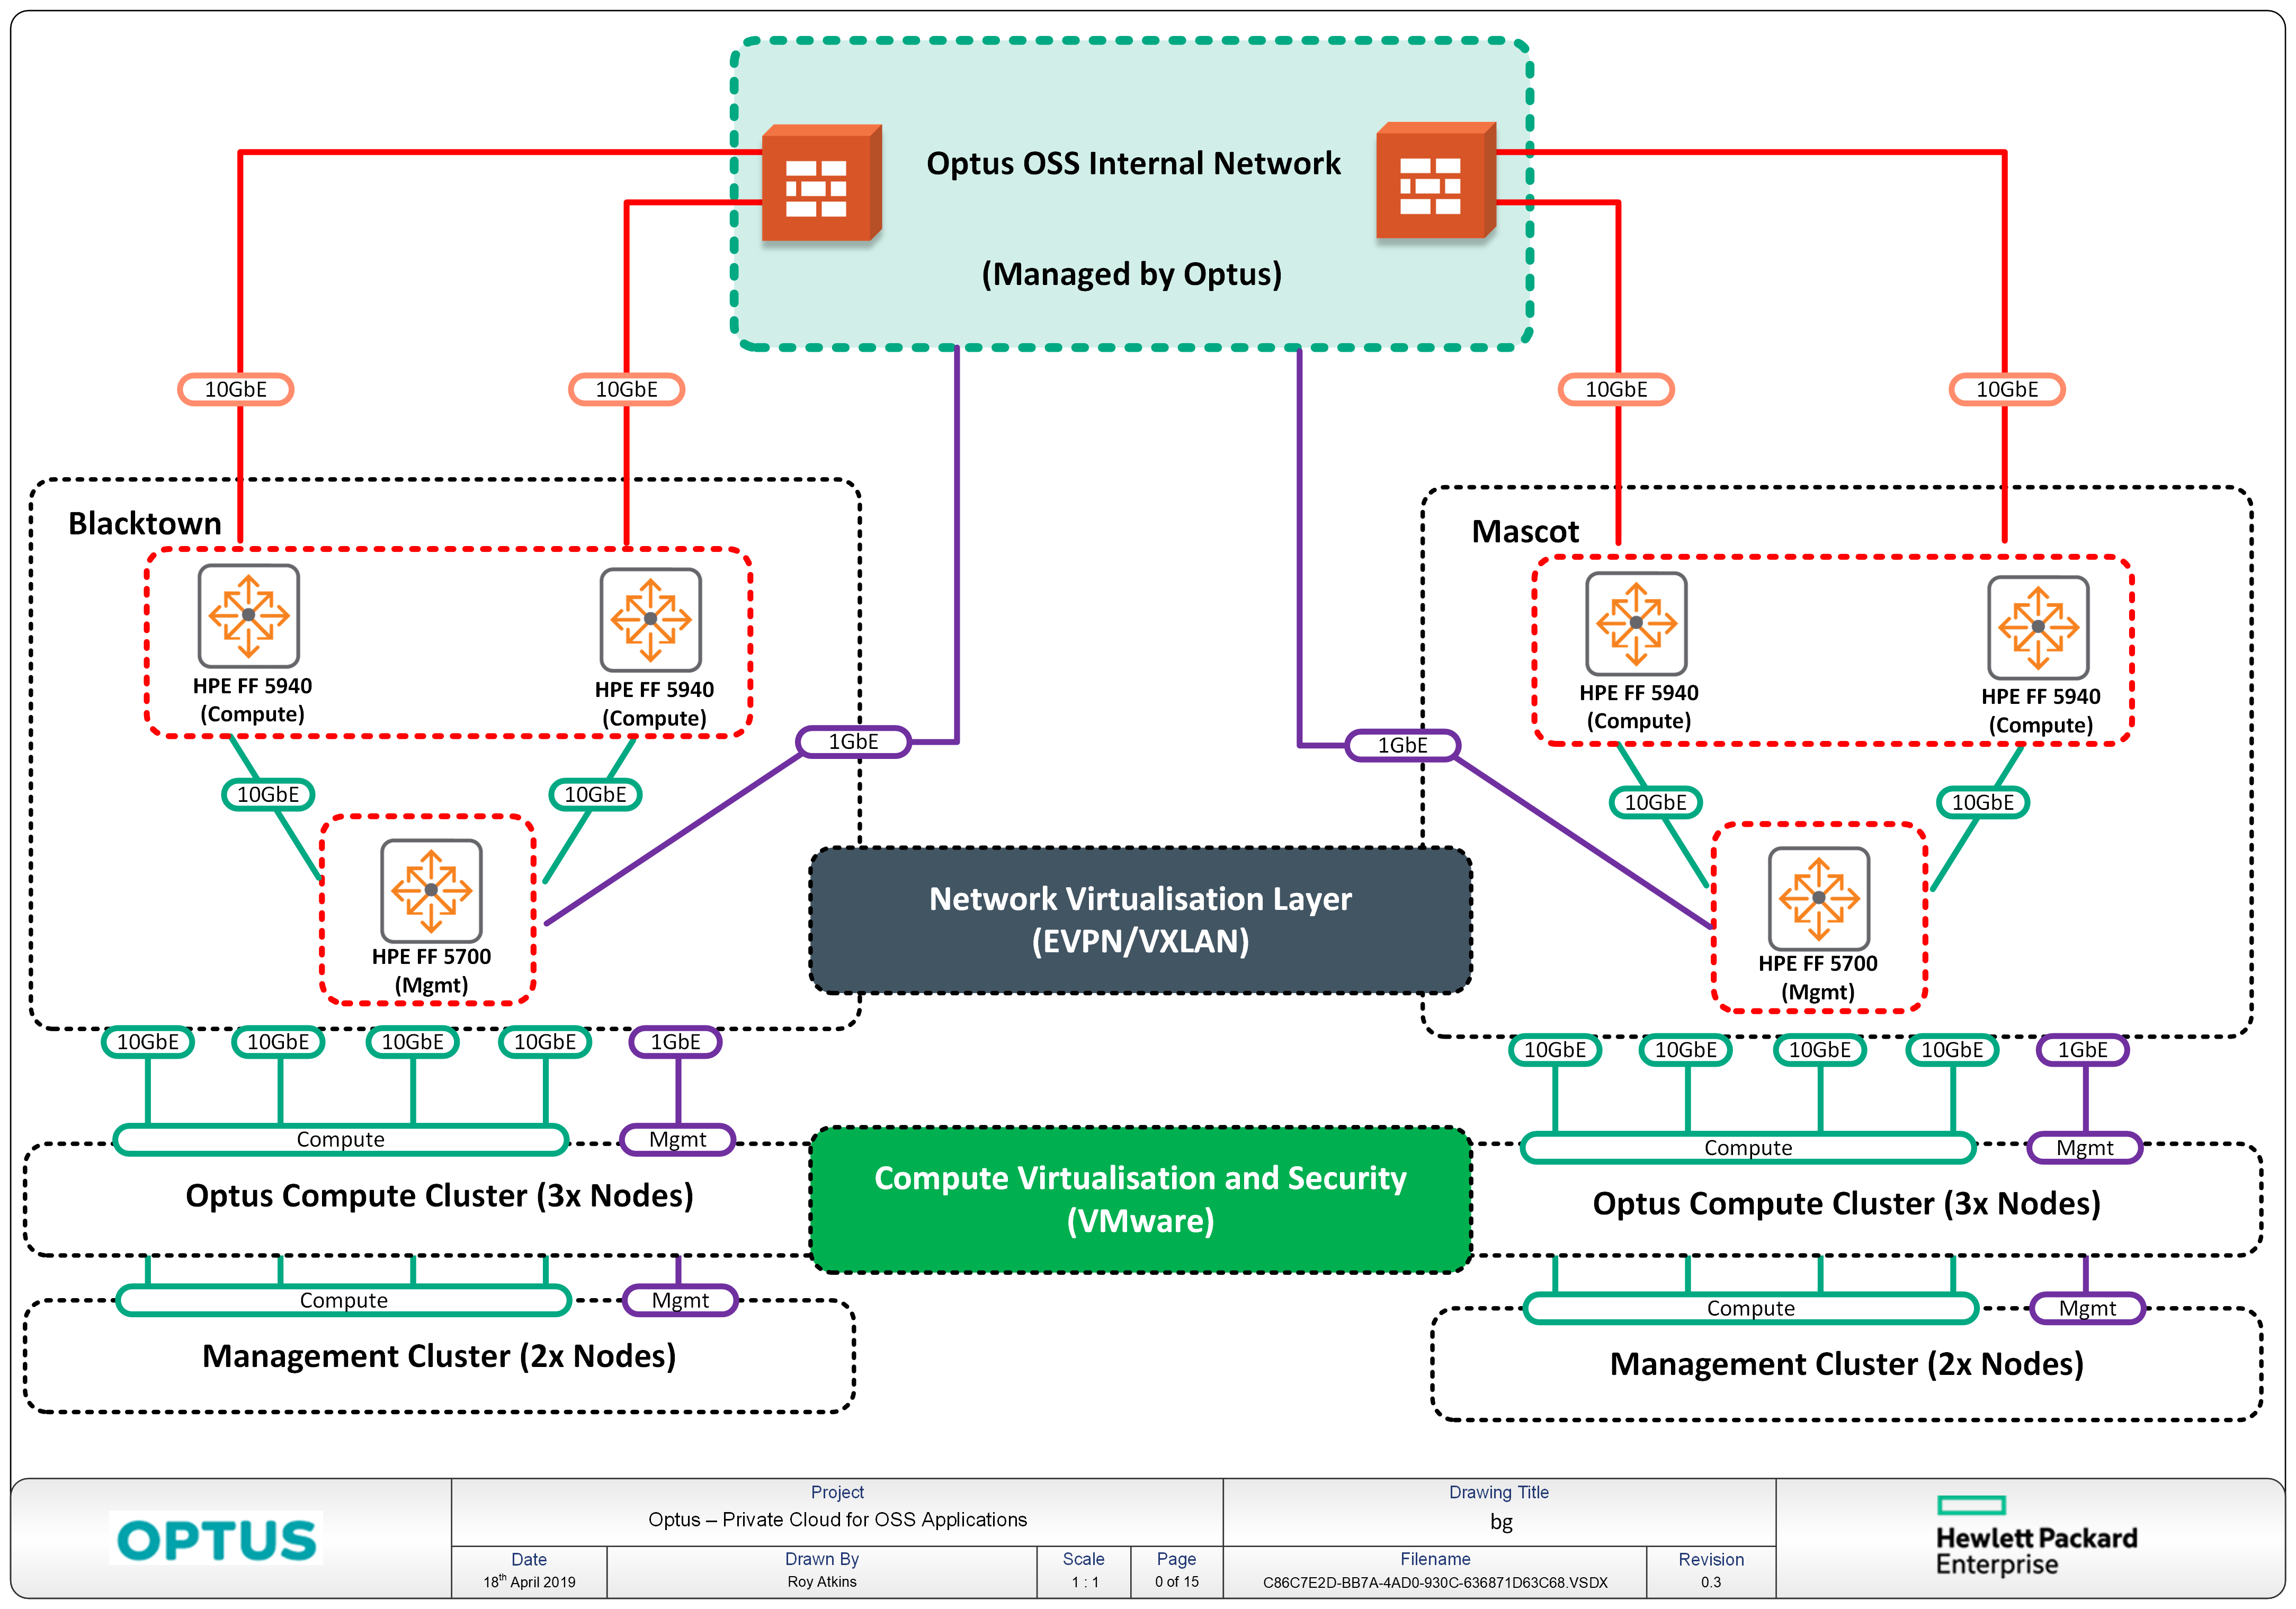 Optus OSS Internal Network
(Managed by Optus)
10GbE
10GbE
10GbE
10GbE
Blacktown
HPE FF 5940
(Compute)
HPE FF 5940
(Compute)
1GbE
10GbE
10GbE
HPE FF 5700
(Mgmt)
Mascot
HPE FF 5940
(Compute)
HPE FF 5940
(Compute)
1GbE
10GbE
10GbE
HPE FF 5700
(Mgmt)
Network Virtualisation Layer
(EVPN/VXLAN)
10GbE
10GbE
10GbE
10GbE
1GbE
Compute
Mgmt
Optus Compute Cluster (3x Nodes)
Compute
Mgmt
Management Cluster (2x Nodes)
Compute Virtualisation and Security
(VMware)
10GbE
10GbE
10GbE
10GbE
1GbE
Compute
Mgmt
Optus Compute Cluster (3x Nodes)
Compute
Mgmt
Management Cluster (2x Nodes)
OPTUS
Project
Optus – Private Cloud for OSS Applications
Date
18th April 2019
Drawn By
Roy Atkins
Scale
1 : 1
Page
0 of 15
Drawing Title
bg
Filename
C86C7E2D-BB7A-4AD0-930C-636871D63C68.VSDX
Revision
0.3
Hewlett Packard
Enterprise